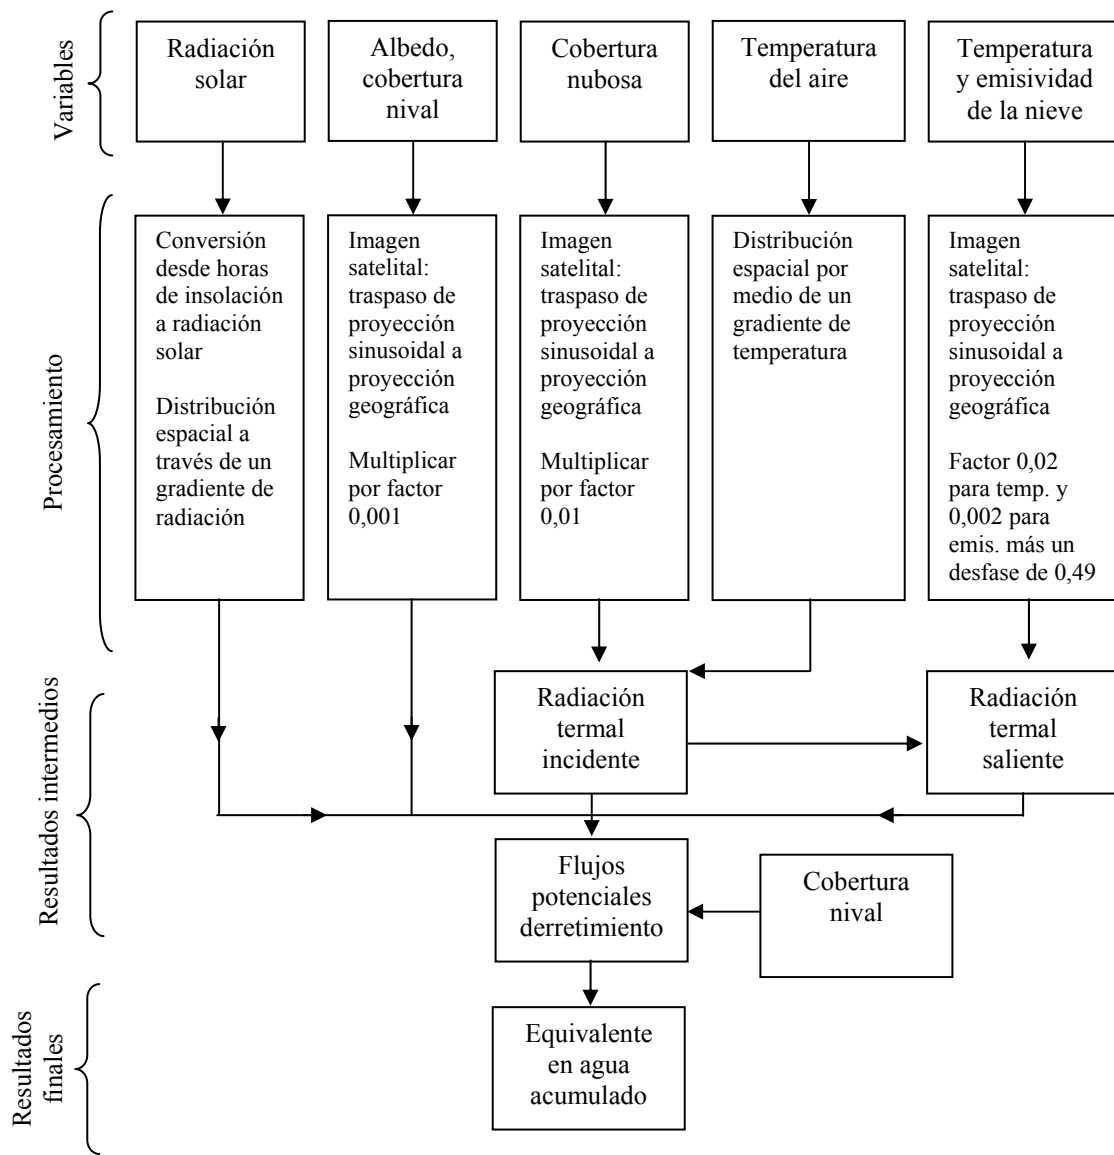 Variables
Radiación
solar
Albedo,
cobertura
nival
Cobertura
nubosa
Temperatura
del aire
Temperatura
y emisividad
de la nieve
Procesamiento
Conversión
desde horas
de insolación
a radiación
solar
Distribución
espacial a
través de un
gradiente de
radiación
Imagen
satelital:
traspaso de
proyección
sinusoidal a
proyección
geográfica
Multiplicar
por factor
0,001
Imagen
satelital:
traspaso de
proyección
sinusoidal a
proyección
geográfica
Multiplicar
por factor
0,01
Distribución
espacial por
medio de un
gradiente de
temperatura
Imagen
satelital:
traspaso de
proyección
sinusoidal a
proyección
geográfica
Factor 0,02
para temp. y
0,002 para
emis. más un
desfase de 0,49
Resultados intermedios
Radiación
termal
incidente
Radiación
termal
saliente
Flujos
potenciales
derretimiento
Cobertura
nival
Resultados
finales
Equivalente
en agua
acumulado